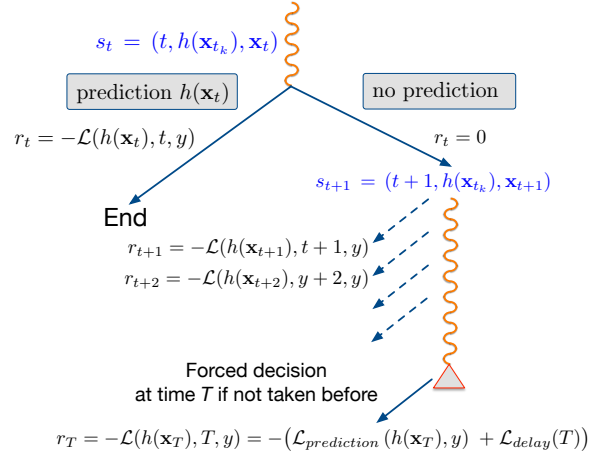 s_t = (t, h(𝐱_{t_k}), 𝐱_t)
prediction h(𝐱_t)
no prediction
r_t = −ℒ(h(𝐱_t), t, y)
r_t = 0
s_{t+1} = (t + 1, h(𝐱_{t_k}), 𝐱_{t+1})
End
r_{t+1} = −ℒ(h(𝐱_{t+1}), t + 1, y)
r_{t+2} = −ℒ(h(𝐱_{t+2}), y + 2, y)
Forced decision
at time T if not taken before
r_T = −ℒ(h(𝐱_T), T, y) = −(ℒ_{prediction}(h(𝐱_T), y) + ℒ_{delay}(T))